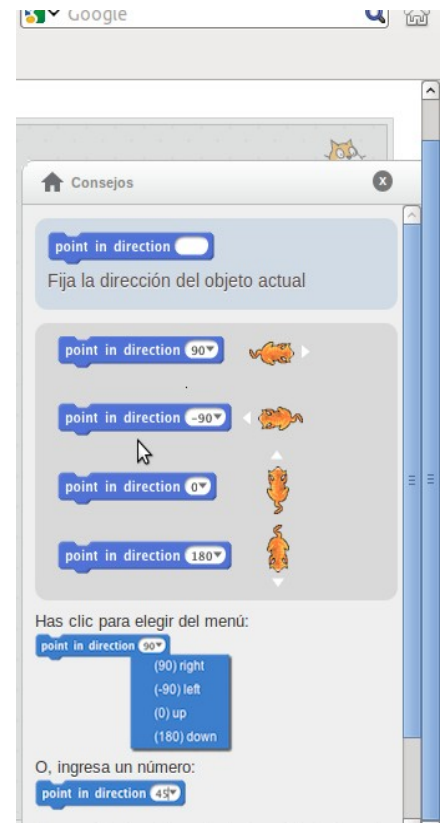 Google
Consejos
point in direction
Fija la dirección del objeto actual
point in direction 90
point in direction -90
point in direction 0
point in direction 180
Has clic para elegir del menú:
point in direction 90
(90) right
(-90) left
(0) up
(180) down
O, ingresa un número:
point in direction 45